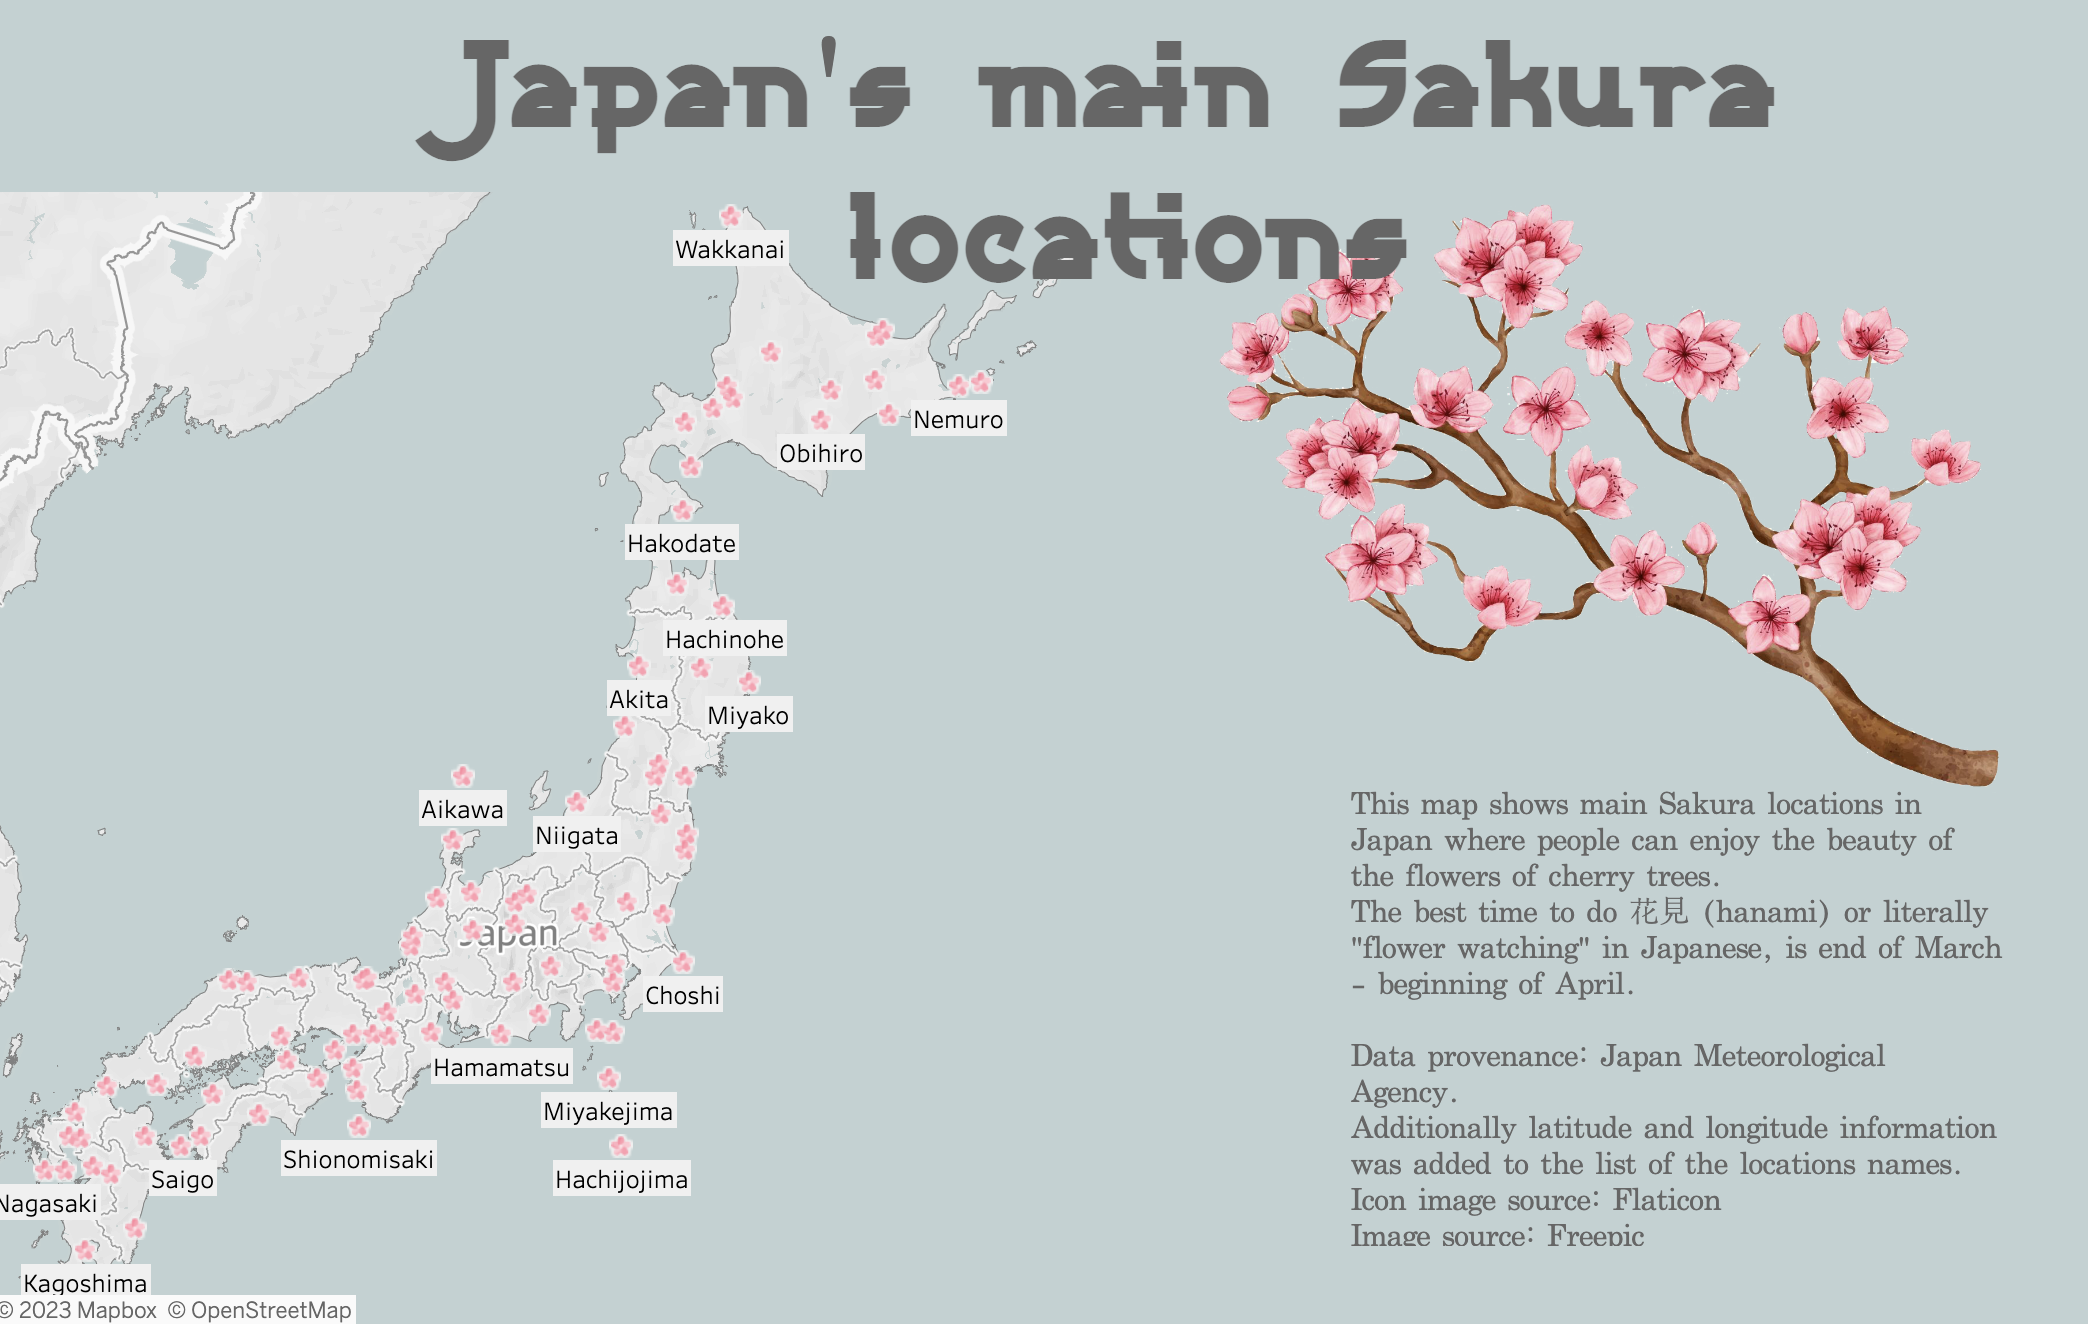 Japan's main Sakura
locations
Wakkanai
Nemuro
Obihiro
Hakodate
Hachinohe
Akita
Miyako
Aikawa
Niigata
Japan
Choshi
Hamamatsu
Miyakejima
Shionomisaki
Hachijojima
Saigo
Nagasaki
Kagoshima
© 2023 Mapbox © OpenStreetMap
This map shows main Sakura locations in
Japan where people can enjoy the beauty of
the flowers of cherry trees.
The best time to do 花見 (hanami) or literally
"flower watching" in Japanese, is end of March
- beginning of April.
Data provenance: Japan Meteorological
Agency.
Additionally latitude and longitude information
was added to the list of the locations names.
Icon image source: Flaticon
Image source: Freepic